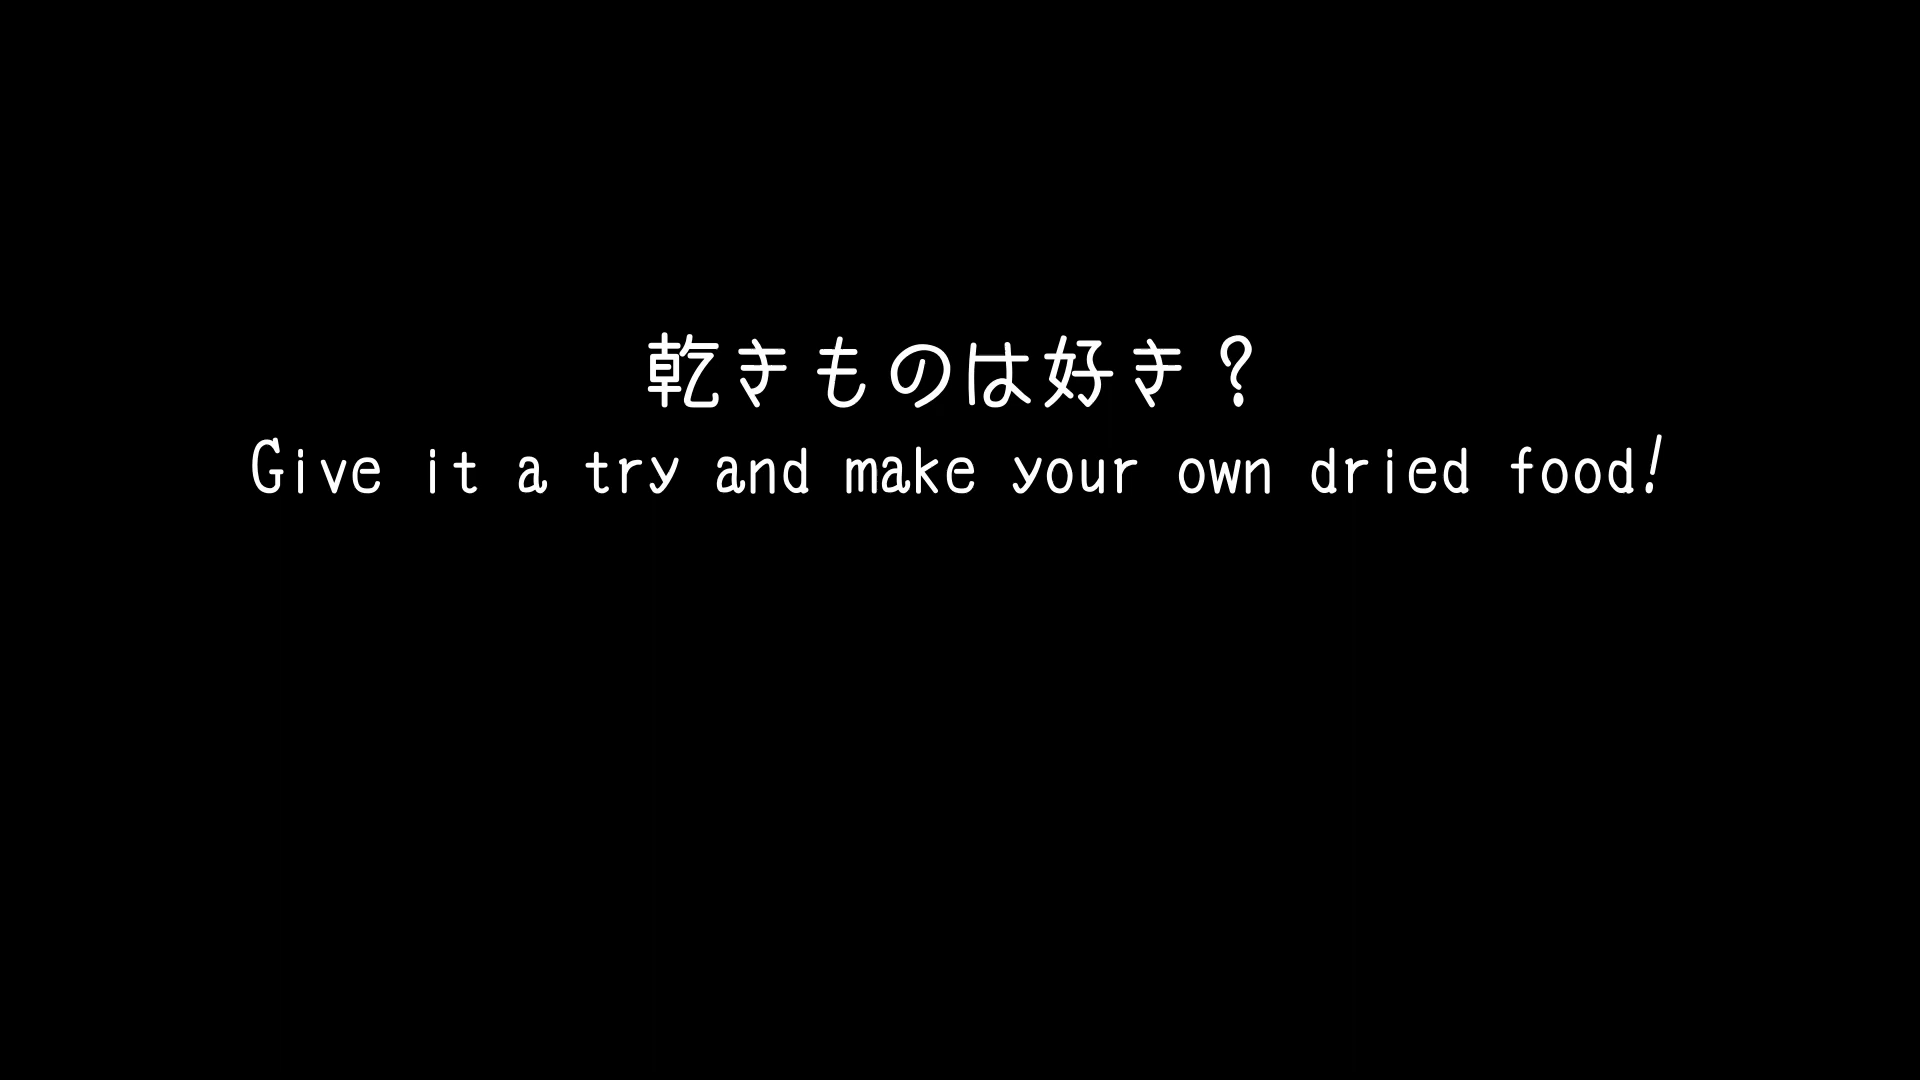 乾きものは好き？
Give it a try and make your own dried food!